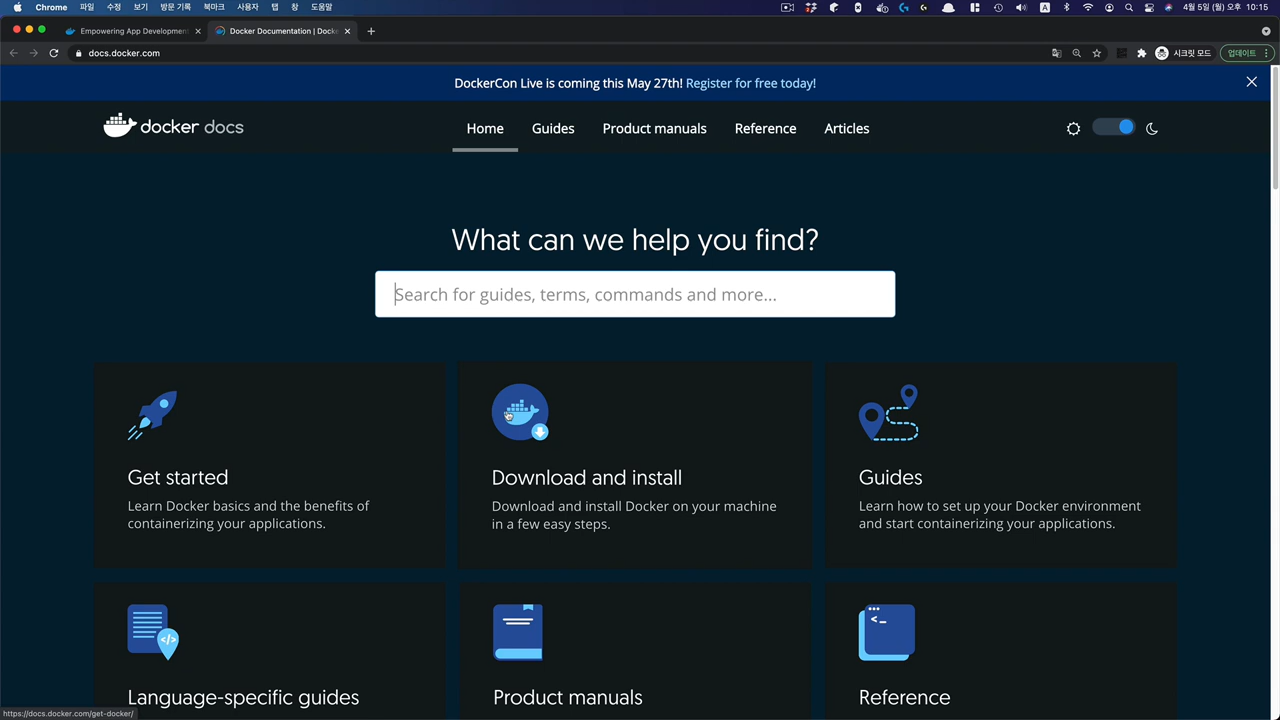 Chrome 파일 수정 보기 방문 기록 북마크 사용자 탭 창 도움말 A 4월 5일 (월) 오후 10:15
Empowering App Developmen Docker Documentation | Dock
docs.docker.com 시크릿 모드 업데이트
DockerCon Live is coming this May 27th! Register for free today!
docker docs Home Guides Product manuals Reference Articles
What can we help you find?
Search for guides, terms, commands and more...
Get started
Learn Docker basics and the benefits of
containerizing your applications.
Download and install
Download and install Docker on your machine
in a few easy steps.
Guides
Learn how to set up your Docker environment
and start containerizing your applications.
Language-specific guides
Product manuals
Reference
https://docs.docker.com/get-docker/